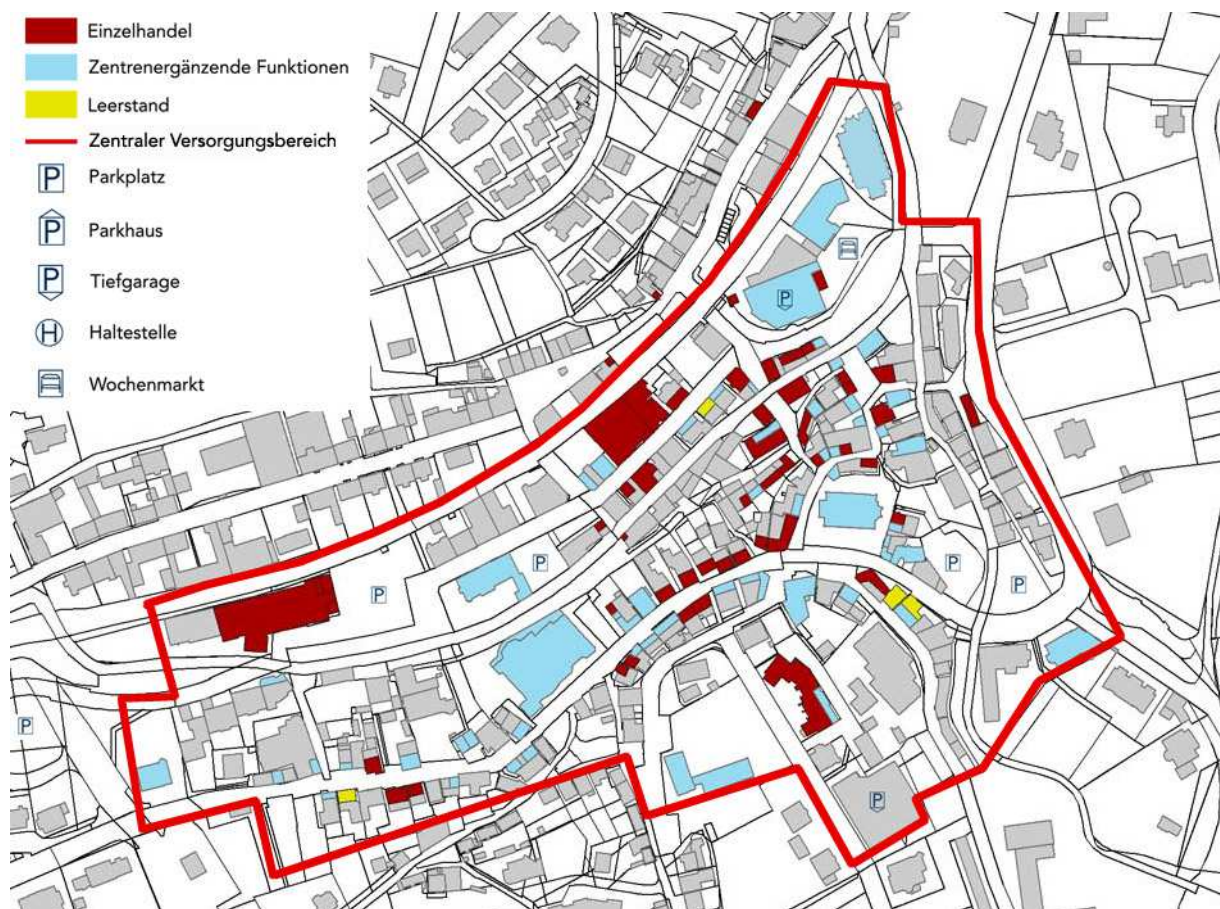 Einzelhandel
Zentrenergänzende Funktionen
Leerstand
Zentraler Versorgungsbereich
P Parkplatz
P Parkhaus
P Tiefgarage
H Haltestelle
Wochenmarkt
P
P
P
P
P
P
P